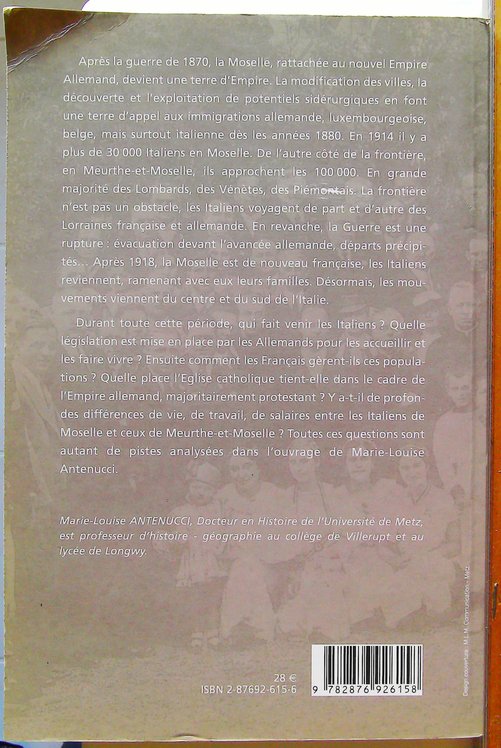 Après la guerre de 1870, la Moselle, rattachée au nouvel Empire
Allemand, devient une terre d'Empire. La modification des villes, la
découverte et l'exploitation de potentiels sidérurgiques en font
une terre d'appel aux immigrations allemande, luxembourgeoise,
belge, mais surtout italienne dès les années 1880. En 1914 il y a
plus de 30 000 Italiens en Moselle. De l'autre côté de la frontière,
en Meurthe-et-Moselle, ils approchent les 100 000. En grande
majorité des Lombards, des Vénètes, des Piémontais. La frontière
n'est pas un obstacle, les Italiens voyagent de part et d'autre des
Lorraines française et allemande. En revanche, la Guerre est une
rupture : évacuation devant l'avancée allemande, départs précipi-
tés... Après 1918, la Moselle est de nouveau française, les Italiens
reviennent, ramenant avec eux leurs familles. Désormais, les mou-
vements viennent du centre et du sud de l'Italie.
Durant toute cette période, qui fait venir les Italiens ? Quelle
législation est mise en place par les Allemands pour les accueillir et
les faire vivre ? Ensuite comment les Français gèrent-ils ces popula-
tions ? Quelle place l'Eglise catholique tient-elle dans le cadre de
l'Empire allemand, majoritairement protestant ? Y a-t-il de profon-
des différences de vie, de travail, de salaires entre les Italiens de
Moselle et ceux de Meurthe-et-Moselle ? Toutes ces questions sont
autant de pistes analysées dans l'ouvrage de Marie-Louise
Antenucci.
Marie-Louise ANTENUCCI, Docteur en Histoire de l'Université de Metz,
est professeur d'histoire - géographie au collège de Villerupt et au
lycée de Longwy.
28 €
ISBN 2-87692-615-6
9 782876 926158
Design couverture : M.L.M. Communication - Metz